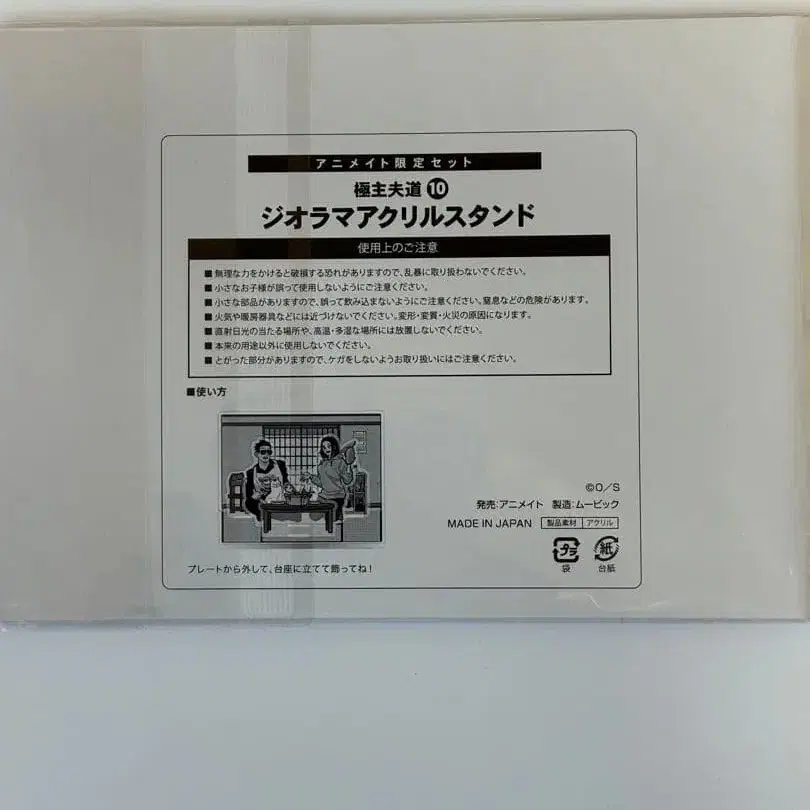 アニメイト限定セット
極主夫道⑩
ジオラマアクリルスタンド
使用上のご注意
■無理な力をかけると破損する恐れがありますので、乱暴に取り扱わないでください。
■小さなお子様が誤って使用しないようにご注意ください。
■小さな部品がありますので、誤って飲み込まないようにご注意ください。窒息などの危険があります。
■火気や暖房器具などには近づけないでください。変形・変質・火災の原因になります。
■直射日光の当たる場所や、高温・多湿な場所には放置しないでください。
■本来の用途以外に使用しないでください。
■とがった部分がありますので、ケガをしないようお取り扱いにはご注意ください。
■使い方
プレートから外して、台座に立てて飾ってね!
©O/S
発売:アニメイト 製造:ムービック
MADE IN JAPAN 製品素材 アクリル
プラ 紙
袋 台紙